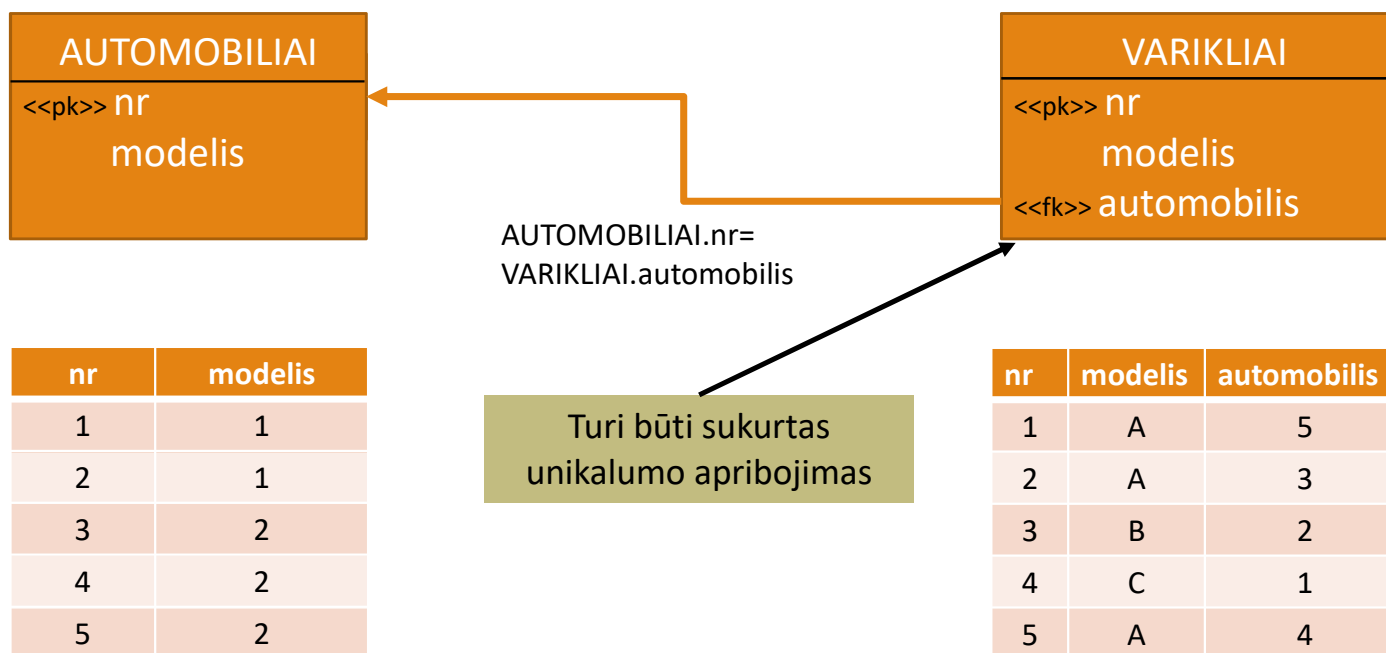 AUTOMOBILIAI
<<pk>> nr
modelis
VARIKLIAI
<<pk>> nr
modelis
<<fk>> automobilis
AUTOMOBILIAI.nr=
VARIKLIAI.automobilis
Turi būti sukurtas
unikalumo apribojimas
nr modelis
1 1
2 1
3 2
4 2
5 2
nr modelis automobilis
1 A 5
2 A 3
3 B 2
4 C 1
5 A 4